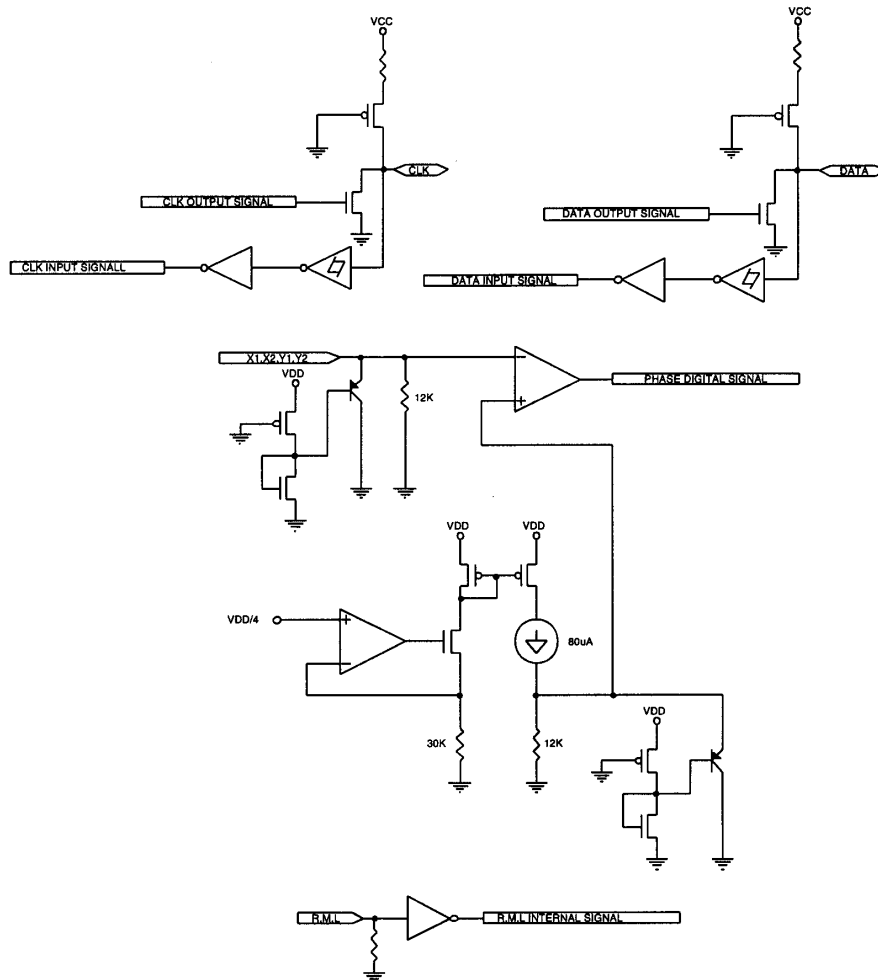 VCC
VCC
CLK
DATA
CLK OUTPUT SIGNAL
DATA OUTPUT SIGNAL
CLK INPUT SIGNALL
DATA INPUT SIGNAL
X1,X2,Y1,Y2
VDD
12K
PHASE DIGITAL SIGNAL
VDD
VDD
VDD/4
80uA
VDD
30K
12K
R.M.L
R.M.L INTERNAL SIGNAL